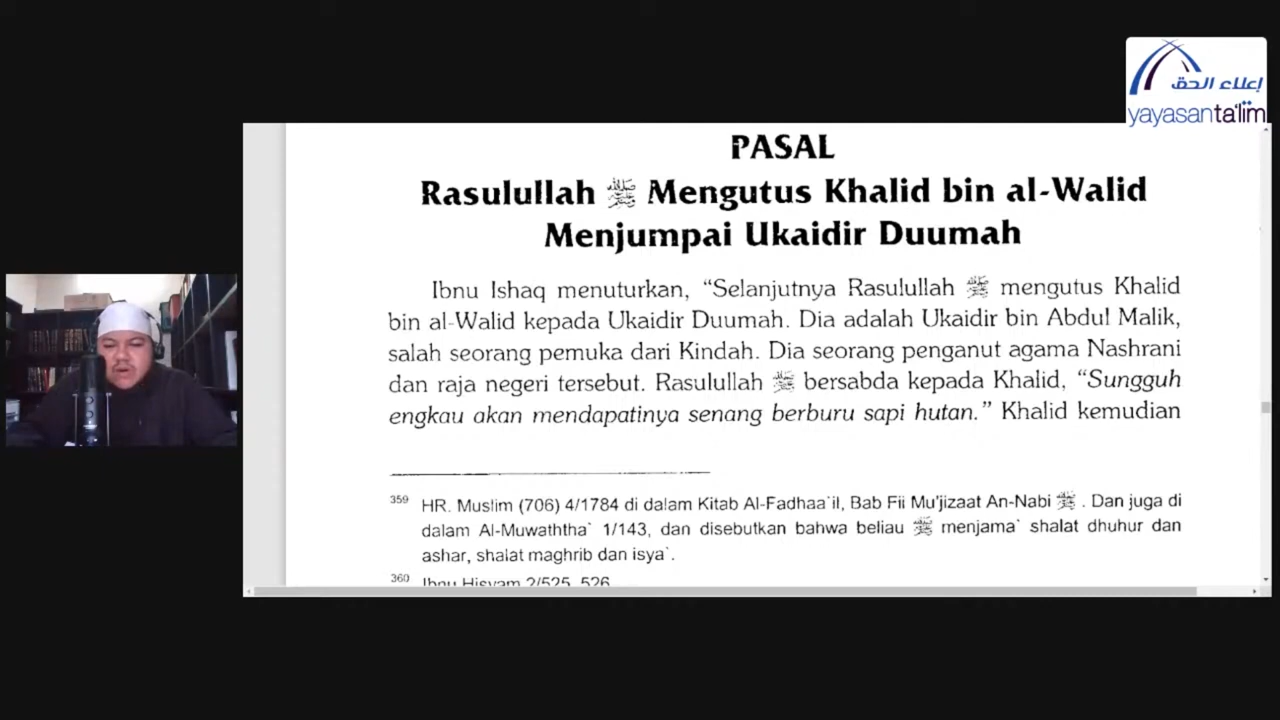 إعلاء الحق
yayasanta'lim
PASAL
Rasulullah ﷺ Mengutus Khalid bin al-Walid
Menjumpai Ukaidir Duumah
Ibnu Ishaq menuturkan, “Selanjutnya Rasulullah ﷺ mengutus Khalid
bin al-Walid kepada Ukaidir Duumah. Dia adalah Ukaidir bin Abdul Malik,
salah seorang pemuka dari Kindah. Dia seorang penganut agama Nashrani
dan raja negeri tersebut. Rasulullah ﷺ bersabda kepada Khalid, “Sungguh
engkau akan mendapatinya senang berburu sapi hutan.” Khalid kemudian
359 HR. Muslim (706) 4/1784 di dalam Kitab Al-Fadhaa`il, Bab Fii Mu'jizaat An-Nabi ﷺ . Dan juga di
dalam Al-Muwaththa` 1/143, dan disebutkan bahwa beliau ﷺ menjama` shalat dhuhur dan
ashar, shalat maghrib dan isya`.
360 Ibnu Hisyam 2/525, 526